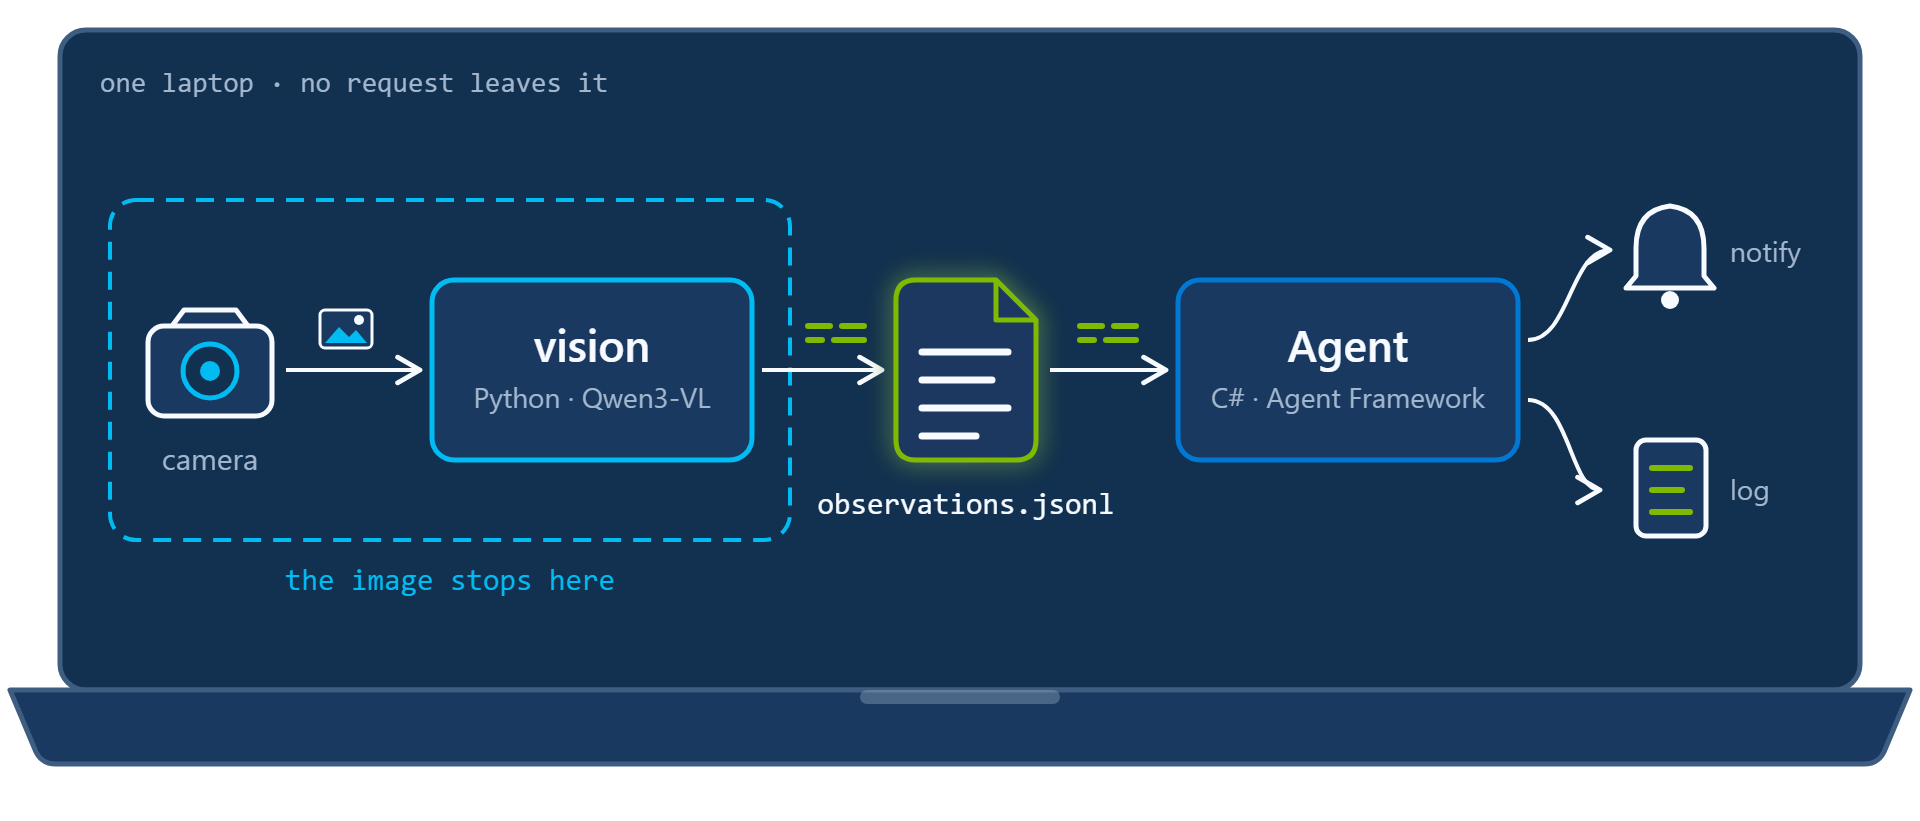 one laptop · no request leaves it
camera
vision
Python · Qwen3-VL
the image stops here
observations.jsonl
Agent
C# · Agent Framework
notify
log